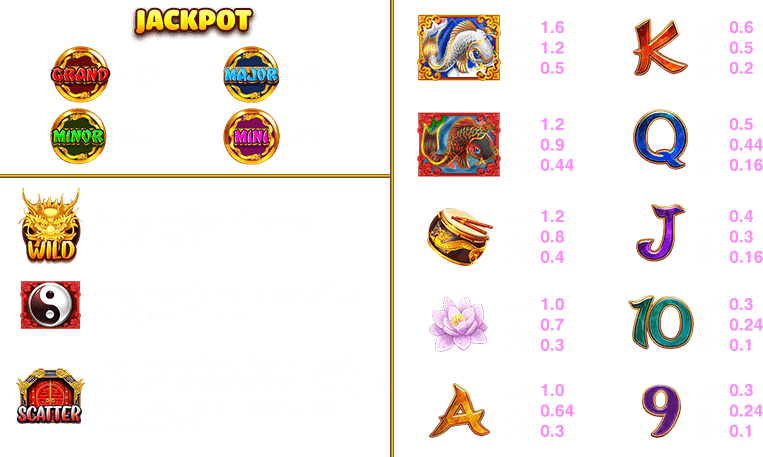 JACKPOT
GRAND
MAJOR
MINOR
MINI
WILD
SCATTER
1.6
1.2
0.5
K
0.6
0.5
0.2
1.2
0.9
0.44
Q
0.5
0.44
0.16
1.2
0.8
0.4
J
0.4
0.3
0.16
1.0
0.7
0.3
10
0.3
0.24
0.1
A
1.0
0.64
0.3
9
0.3
0.24
0.1